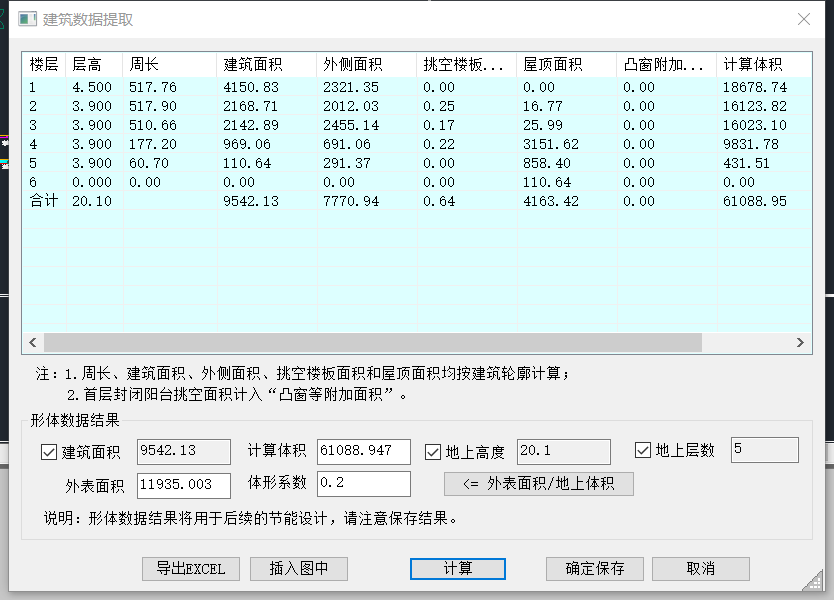 建筑数据提取
楼层 层高 周长 建筑面积 外侧面积 挑空楼板... 屋顶面积 凸窗附加... 计算体积
1 4.500 517.76 4150.83 2321.35 0.00 0.00 0.00 18678.74
2 3.900 517.90 2168.71 2012.03 0.25 16.77 0.00 16123.82
3 3.900 510.66 2142.89 2455.14 0.17 25.99 0.00 16023.10
4 3.900 177.20 969.06 691.06 0.22 3151.62 0.00 9831.78
5 3.900 60.70 110.64 291.37 0.00 858.40 0.00 431.51
6 0.000 0.00 0.00 0.00 0.00 110.64 0.00 0.00
合计 20.10 9542.13 7770.94 0.64 4163.42 0.00 61088.95
注：1.周长、建筑面积、外侧面积、挑空楼板面积和屋顶面积均按建筑轮廓计算；
2.首层封闭阳台挑空面积计入“凸窗等附加面积”。
形体数据结果
建筑面积 9542.13 计算体积 61088.947 地上高度 20.1 地上层数 5
外表面积 11935.003 体形系数 0.2 <= 外表面积/地上体积
说明：形体数据结果将用于后续的节能设计，请注意保存结果。
导出EXCEL 插入图中 计算 确定保存 取消